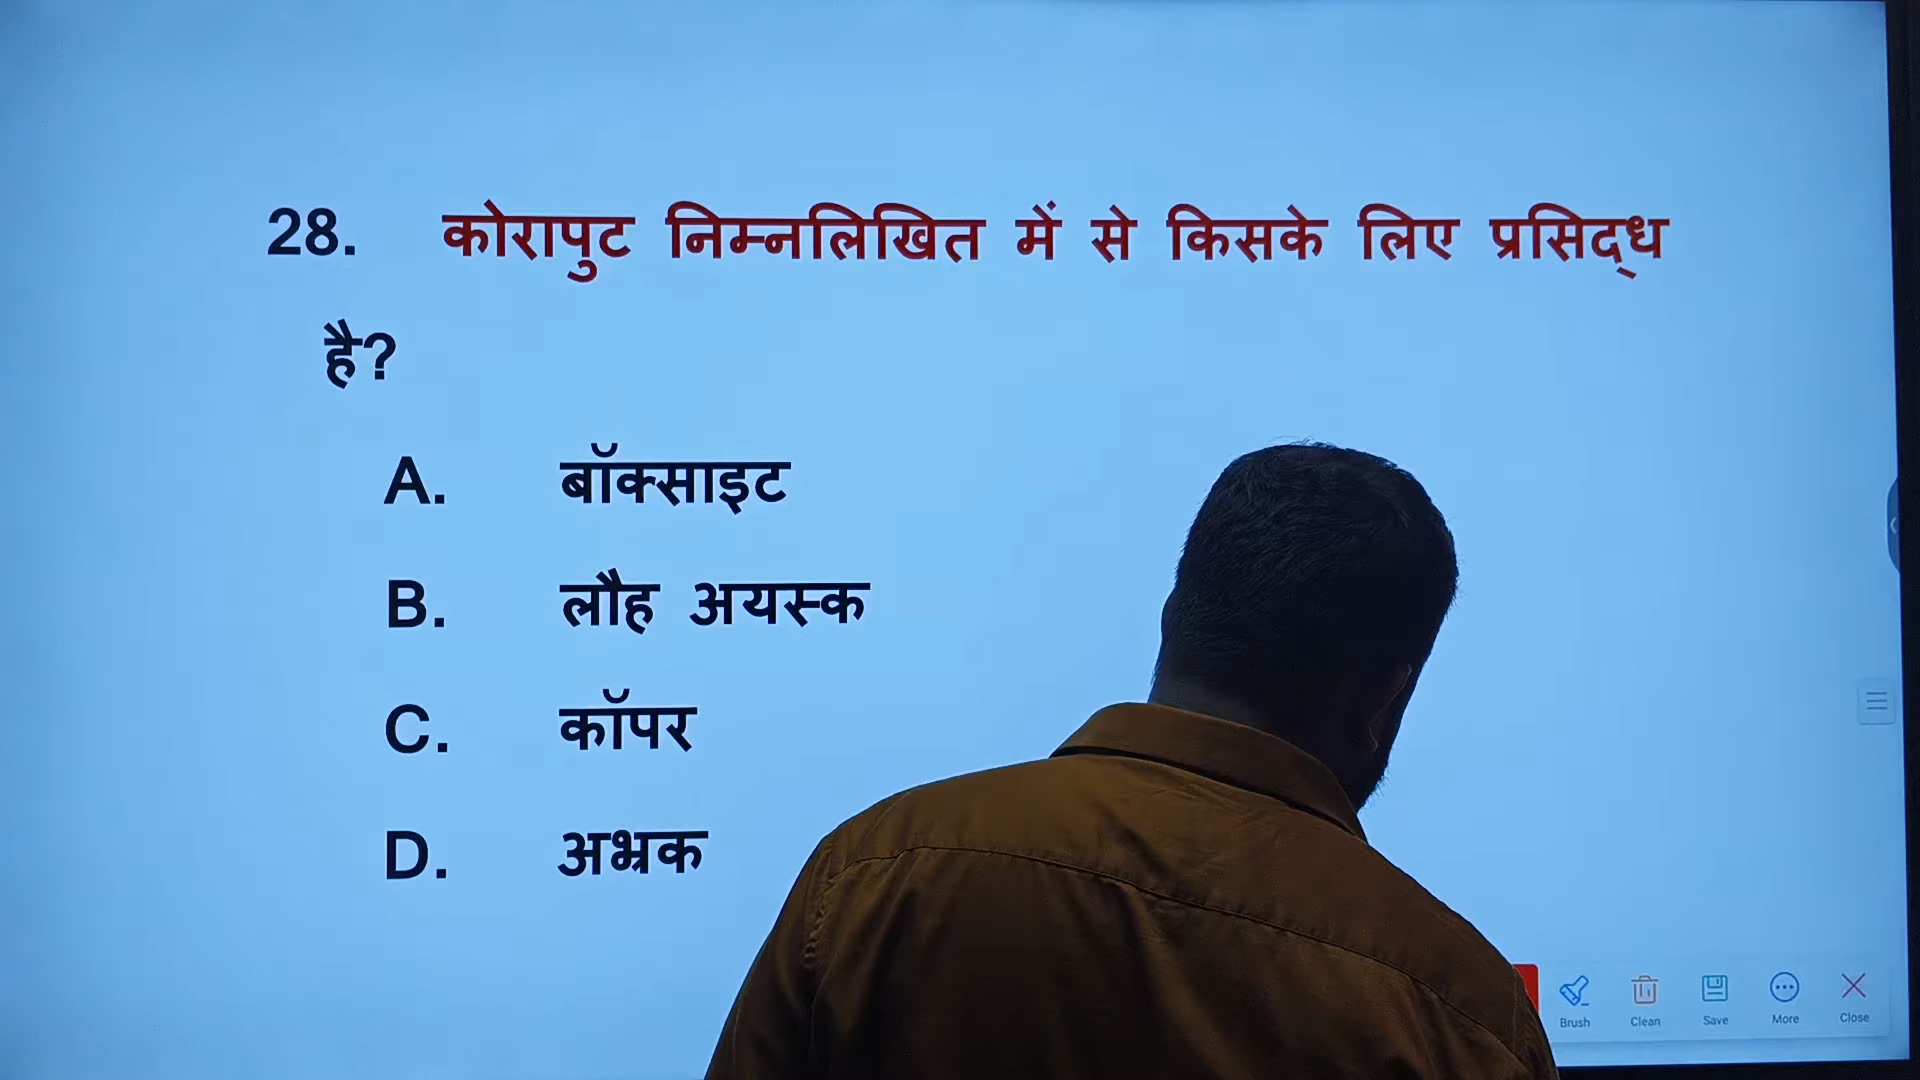 28. कोरापुट निम्नलिखित में से किसके लिए प्रसिद्ध
है?
A. बॉक्साइट
B. लौह अयस्क
C. कॉपर
D. अभ्रक
Brush Clean Save More Close